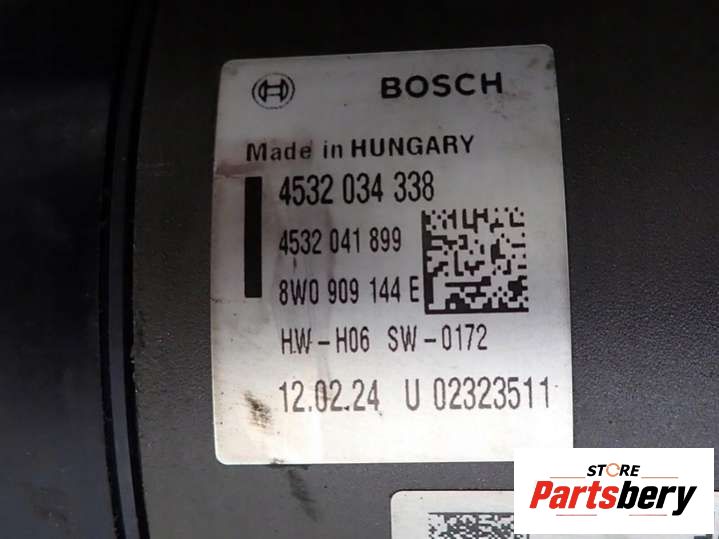 BOSCH
Made in HUNGARY
4532 034 338
4532 041 899
8W0 909 144 E
HW-H06 SW-0172
12.02.24 U 02323511
STORE
Partsbery